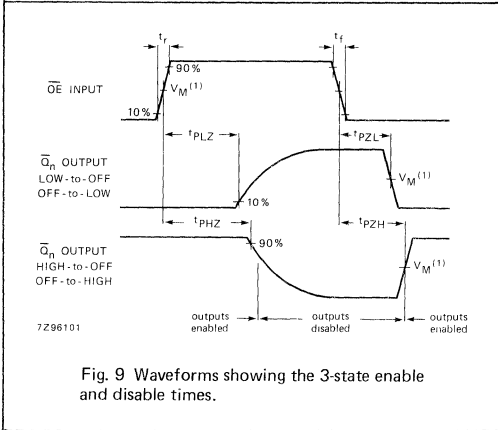 tr
tf
90%
OE INPUT
VM(1)
10%
tPLZ
tPZL
Qn OUTPUT
LOW-to-OFF
OFF-to-LOW
VM(1)
10%
tPHZ
tPZH
Qn OUTPUT
HIGH-to-OFF
OFF-to-HIGH
90%
VM(1)
outputs enabled
outputs disabled
outputs enabled
7Z96101
Fig. 9 Waveforms showing the 3-state enable
and disable times.